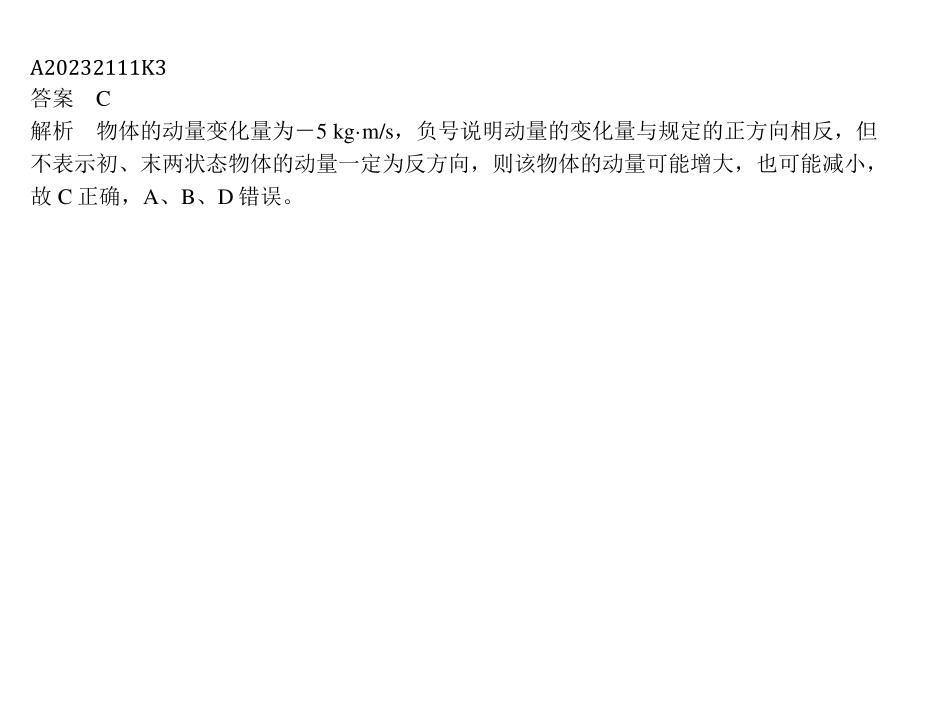 A20232111K3
答案　C
解析　物体的动量变化量为－5 kg·m/s，负号说明动量的变化量与规定的正方向相反，但
不表示初、末两状态物体的动量一定为反方向，则该物体的动量可能增大，也可能减小，
故 C 正确，A、B、D 错误。